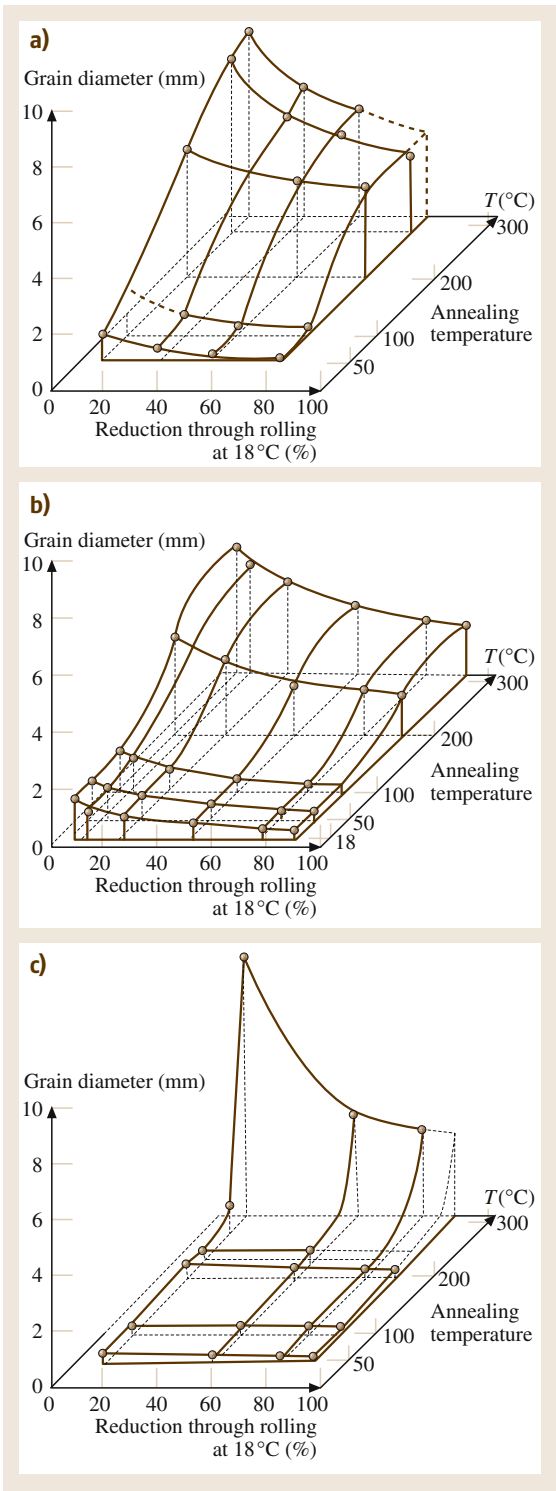 a)
Grain diameter (mm)
10
8
6
4
2
0
T (°C)
300
200
Annealing
temperature
100
50
0 20 40 60 80 100
Reduction through rolling
at 18 °C (%)
b)
Grain diameter (mm)
10
8
6
4
2
0
T (°C)
300
200
Annealing
temperature
100
50
18
0 20 40 60 80 100
Reduction through rolling
at 18 °C (%)
c)
Grain diameter (mm)
10
8
6
4
2
0
T (°C)
300
200
Annealing
temperature
100
50
0 20 40 60 80 100
Reduction through rolling
at 18 °C (%)